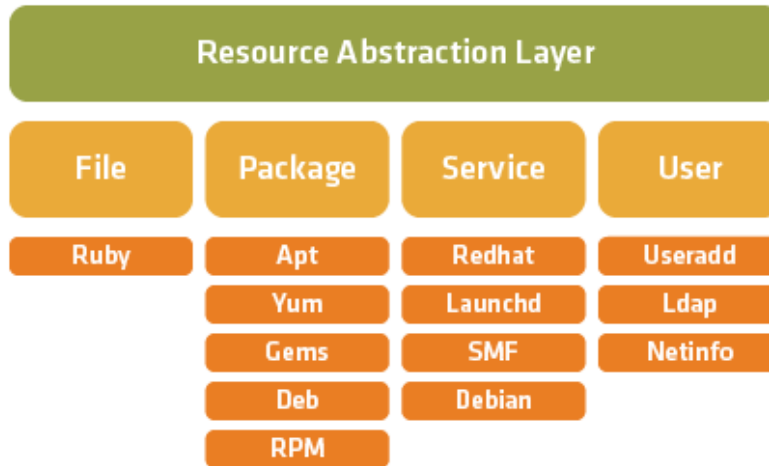 Resource Abstraction Layer
File Package Service User
Ruby Apt Redhat Useradd
Yum Launchd Ldap
Gems SMF Netinfo
Deb Debian
RPM